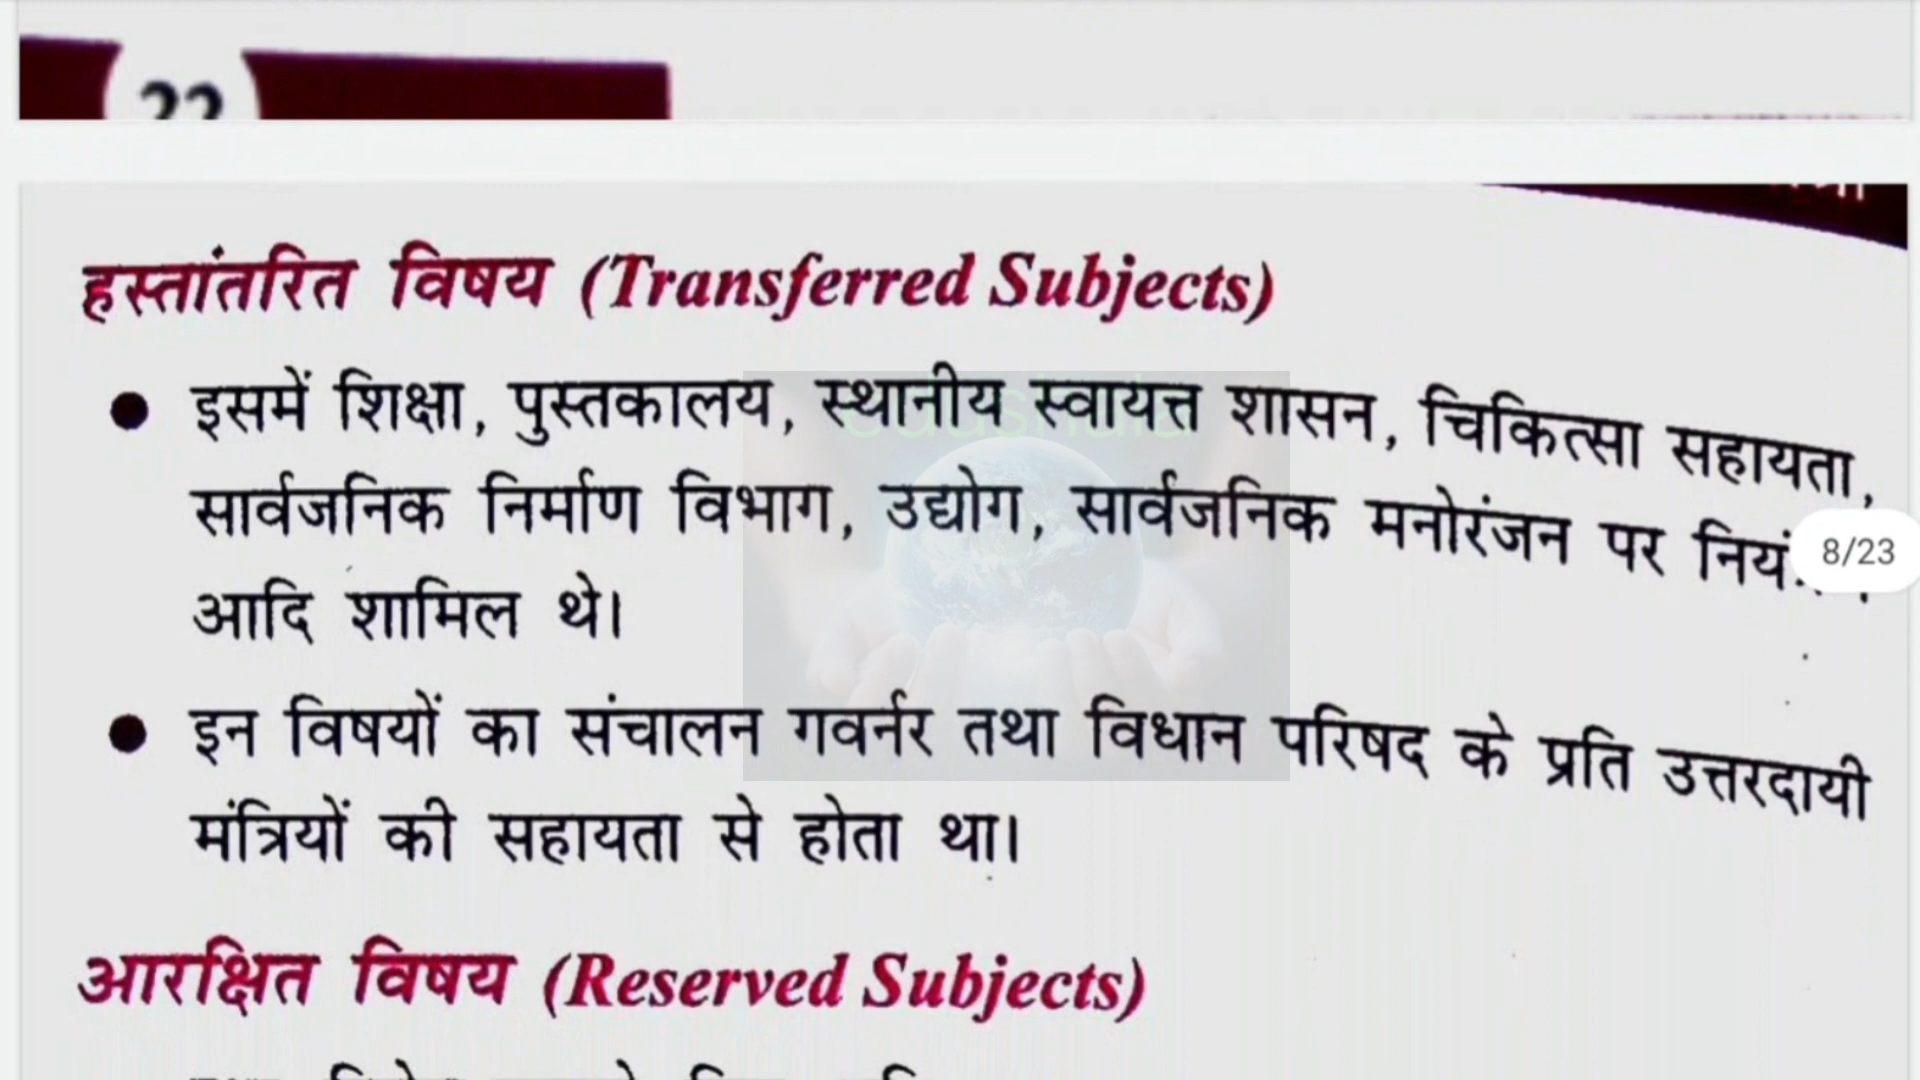 22
हस्तांतरित विषय (Transferred Subjects)
● इसमें शिक्षा, पुस्तकालय, स्थानीय स्वायत्त शासन, चिकित्सा सहायता,
सार्वजनिक निर्माण विभाग, उद्योग, सार्वजनिक मनोरंजन पर
8/23
आदि शामिल थे।
● इन विषयों का संचालन गवर्नर तथा विधान परिषद के प्रति उत्तरदायी
मंत्रियों की सहायता से होता था।
आरक्षित विषय (Reserved Subjects)